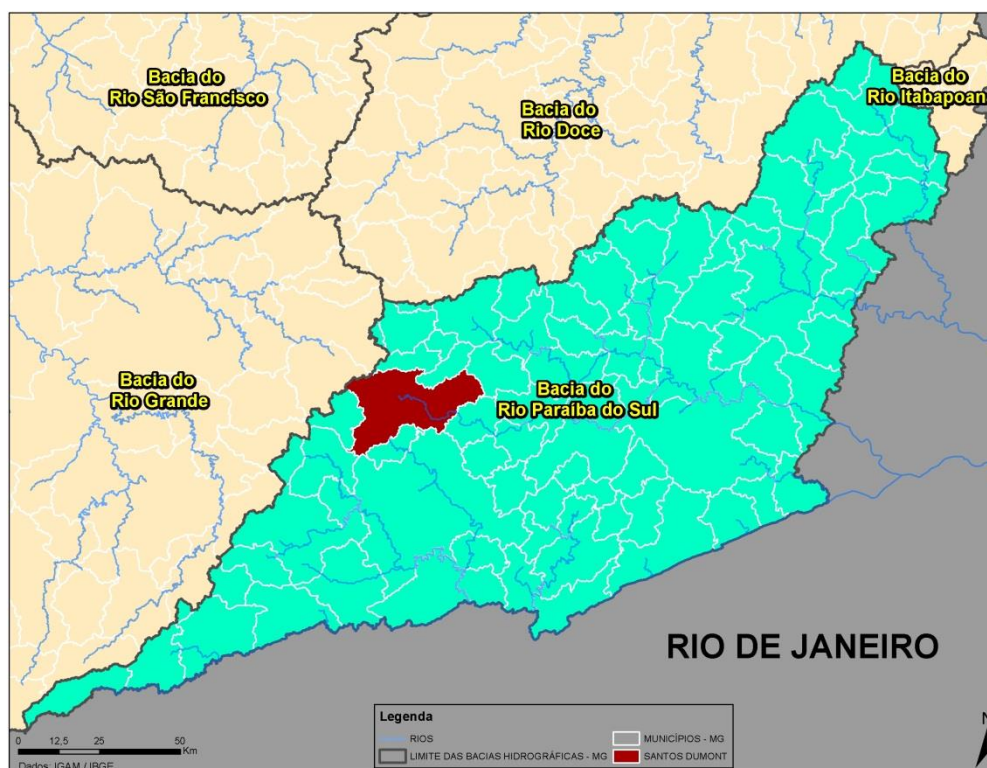 Bacia do
Rio São Francisco
Bacia do
Rio Doce
Bacia do
Rio Itabapoan
Bacia do
Rio Grande
Bacia do
Rio Paraíba do Sul
RIO DE JANEIRO
Legenda
RIOS
MUNICÍPIOS - MG
LIMITE DAS BACIAS HIDROGRÁFICAS - MG
SANTOS DUMONT
0 12,5 25 50
Km
Dados: IGAM / IBGE
N